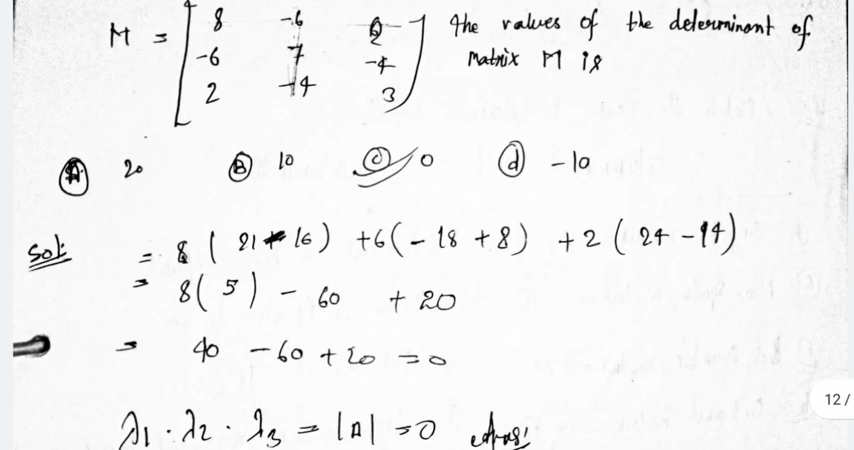 M = [ 8 -6 2 the values of the determinant of
-6 7 -4 matrix M is
2 -4 3 ]
(A) 20 (B) 10 (C) 0 (d) -10
Sol:
= 8 ( 21 - 16 ) +6 ( - 18 + 8 ) + 2 ( 24 - 14 )
= 8 ( 5 ) - 60 + 20
= 40 - 60 + 20 = 0
12 /
λ1 . λ2 . λ3 = |A| = 0